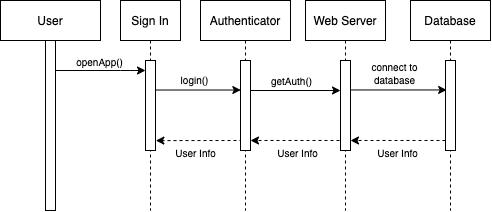 User
Sign In
Authenticator
Web Server
Database
openApp()
login()
getAuth()
connect to
database
User Info
User Info
User Info